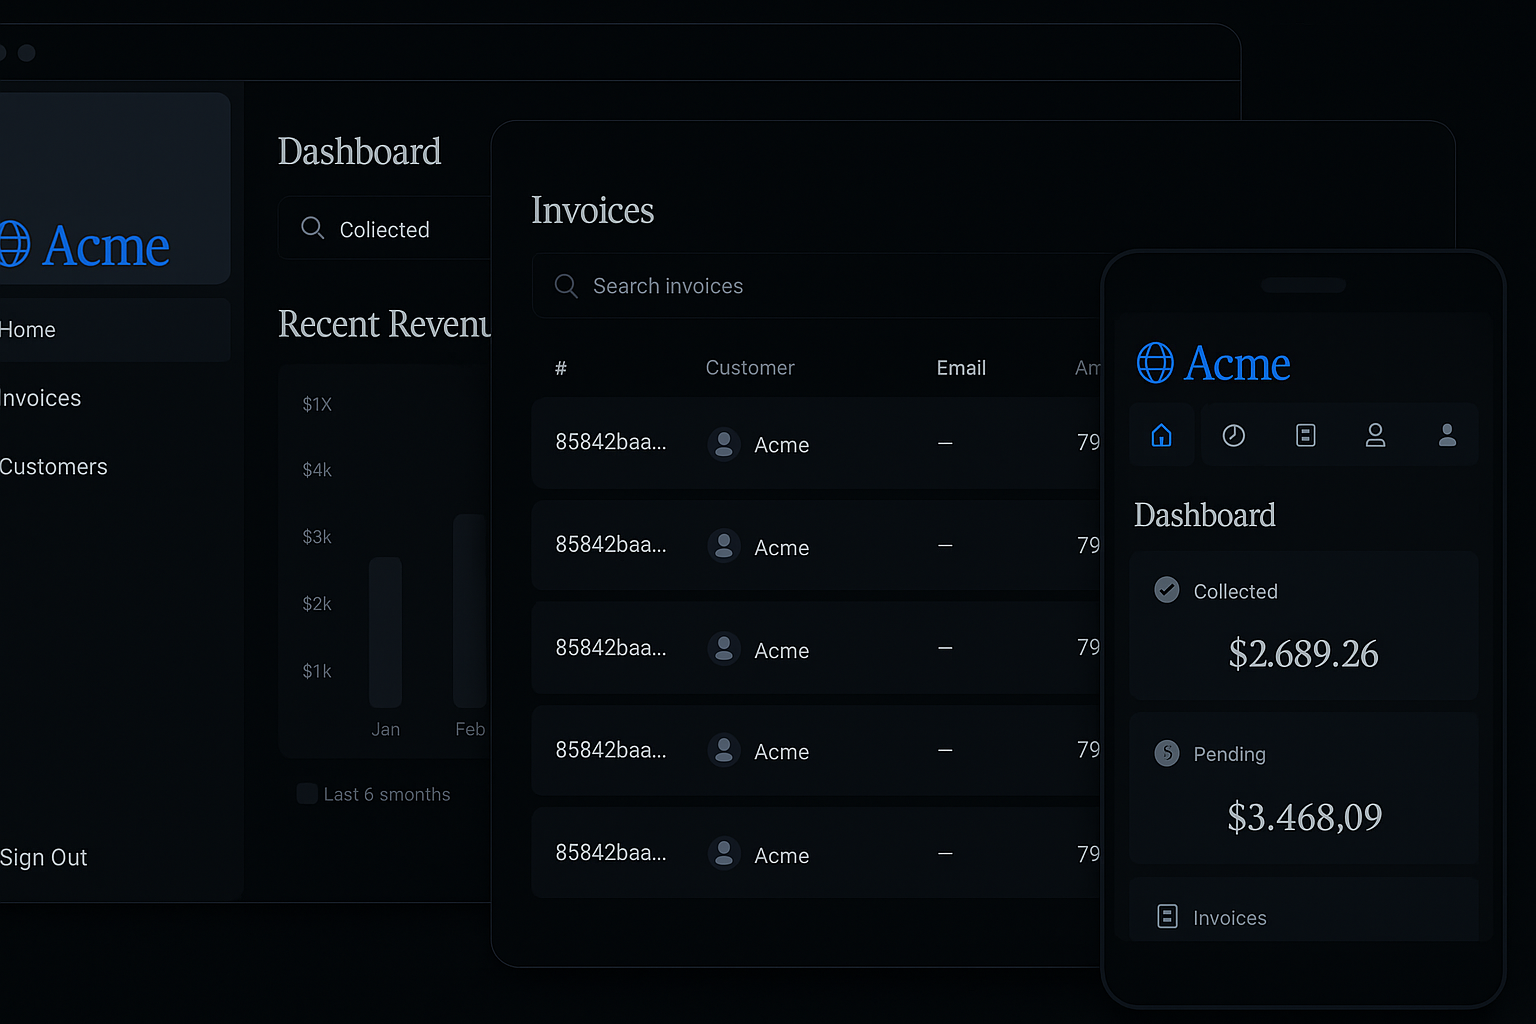 Acme
Home
Invoices
Customers
Sign Out
Dashboard
Coliected
Recent Revenu
$1X
$4k
$3k
$2k
$1k
Jan Feb
Last 6 smonths
Invoices
Search invoices
# Customer Email Am
85842baa... Acme — 79
85842baa... Acme — 79
85842baa... Acme — 79
85842baa... Acme — 79
85842baa... Acme — 79
Acme
Dashboard
Collected
$2.689.26
Pending
$3.468,09
Invoices